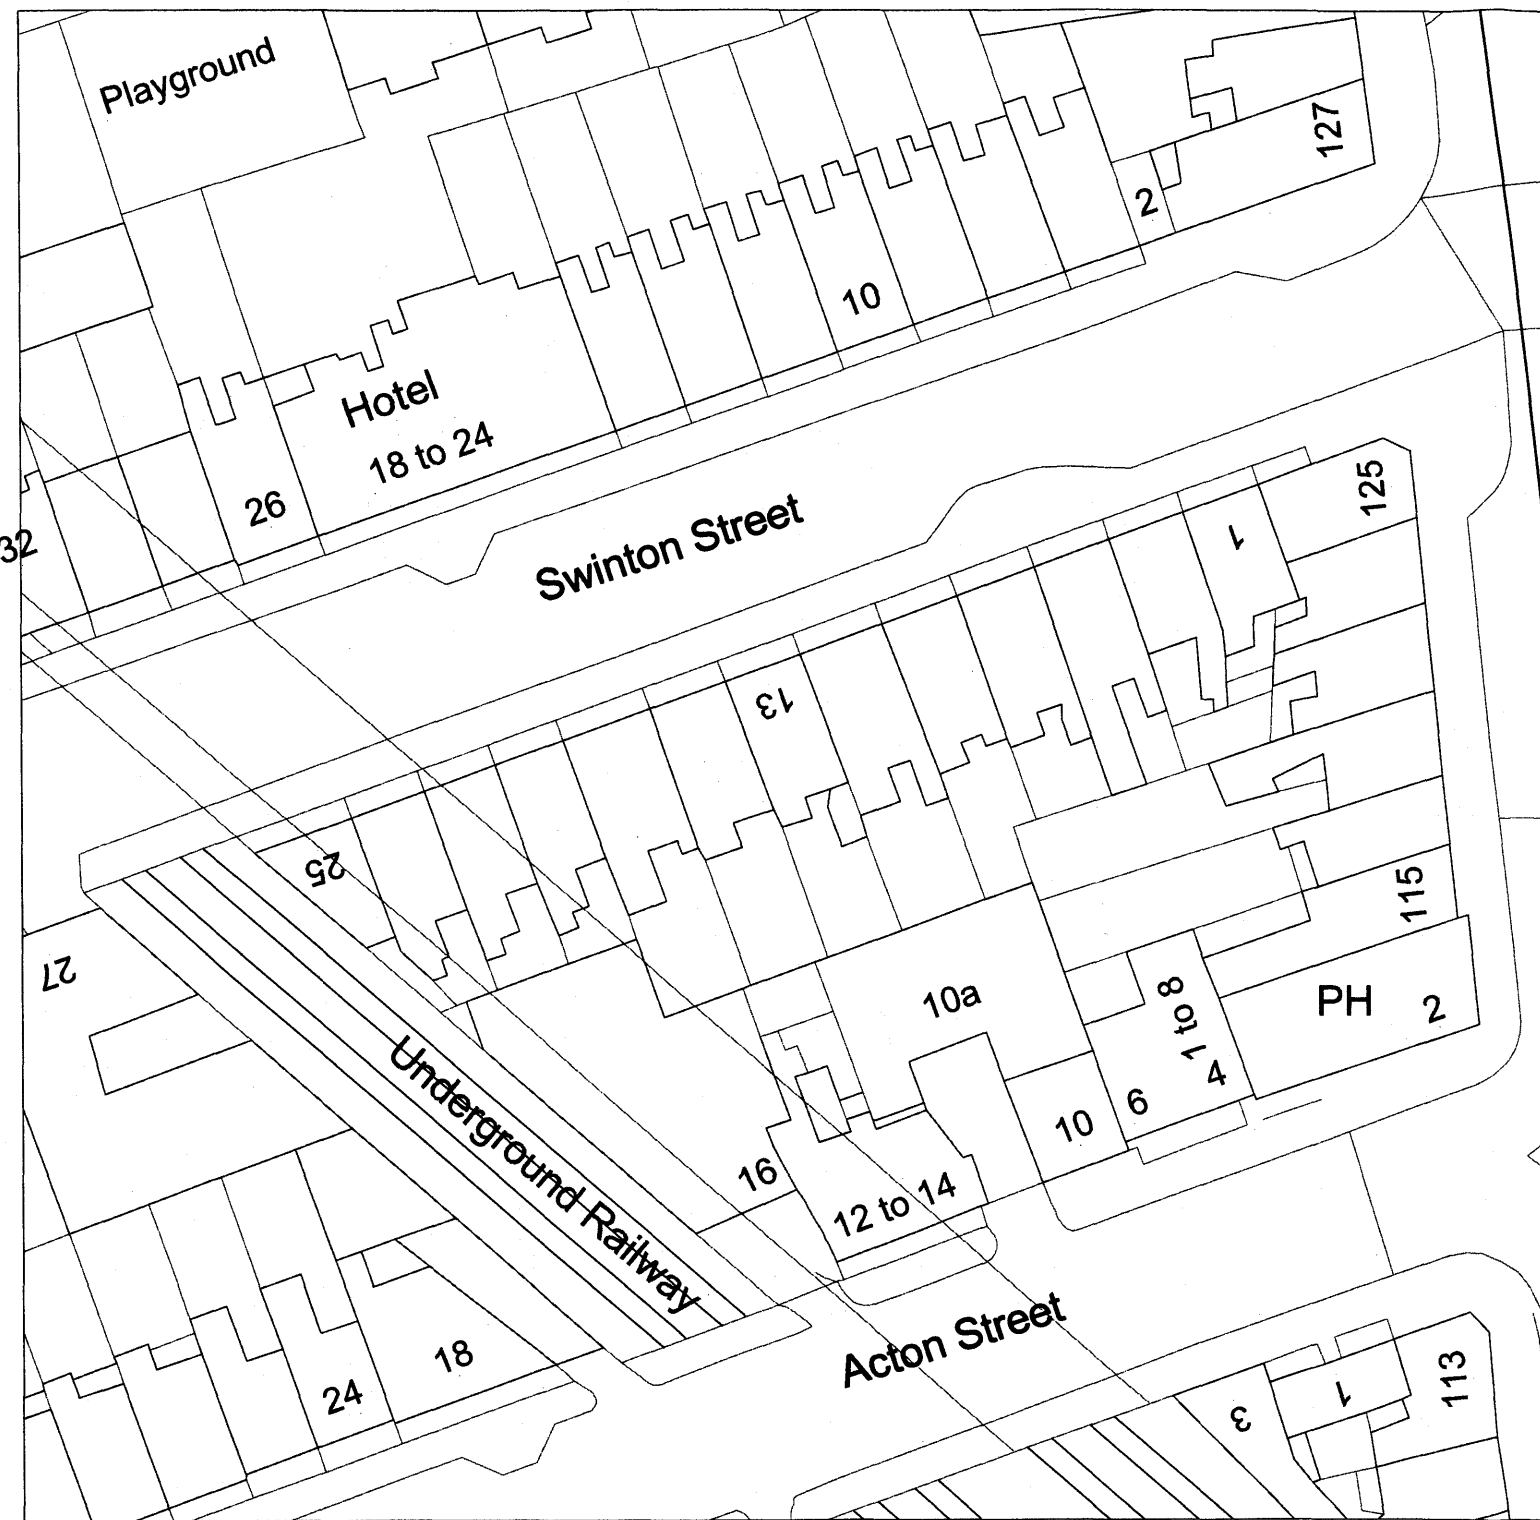 Playground
127
2
10
Hotel
18 to 24
26
32
Swinton Street
125
1
13
25
27
115
10a
PH
2
1 to 8
4
6
10
Underground Railway
16
12 to 14
Acton Street
18
24
113
1
3